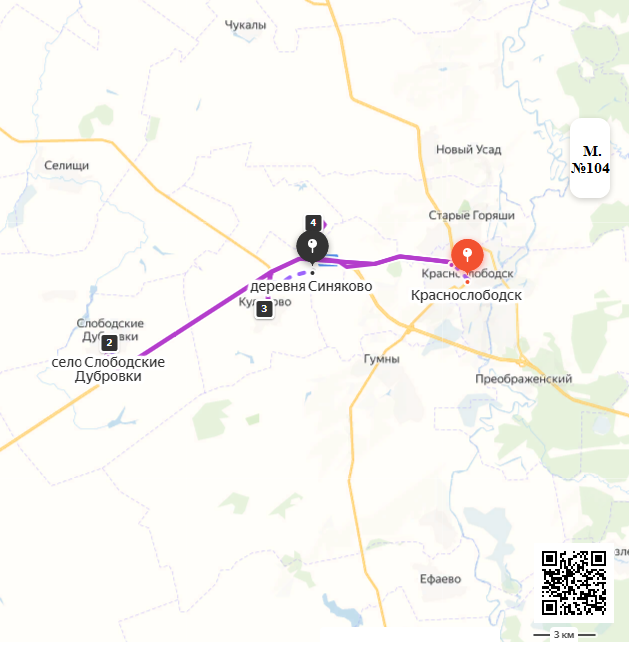 Чукалы
Новый Усад
М.
№104
Селищи
4
Старые Горяши
деревня Синяково
3
Краснослободск
Слободские
Дубровки
2
село Слободские
Дубровки
Гумны
Преображенский
Ефаево
3 км